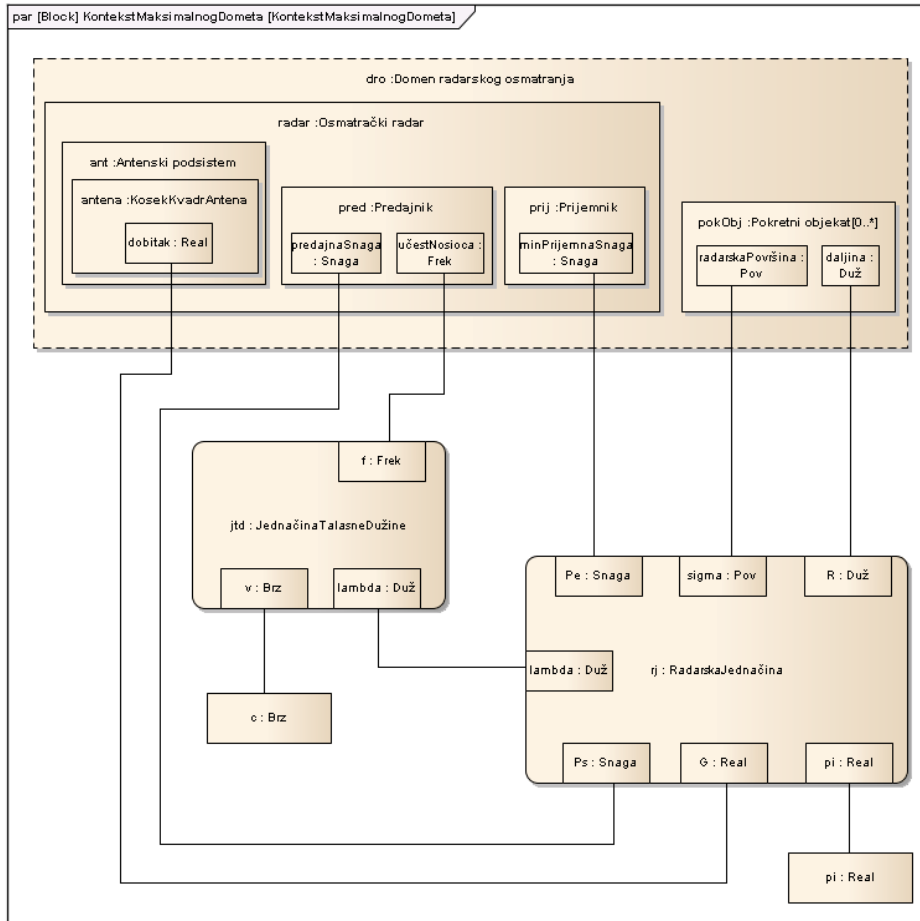 par [Block] KontekstMaksimalnogDometa [KontekstMaksimalnogDometa]
dro :Domen radarskog osmatranja
radar :Osmatrački radar
ant :Antenski podsistem
antena :KosekKvadrAntena
dobitak : Real
pred :Predajnik
predajnaSnaga
: Snaga
učestNosioca :
Frek
prij :Prijemnik
minPrijemnaSnaga
: Snaga
pokObj :Pokretni objekat[0..*]
radarskaPovršina :
Pov
daljina :
Duž
f : Frek
jtd : JednačinaTalasneDužine
v : Brz
lambda : Duž
c : Brz
Pe : Snaga
sigma : Pov
R : Duž
lambda : Duž
rj : RadarskaJednačina
Ps : Snaga
G : Real
pi : Real
pi : Real